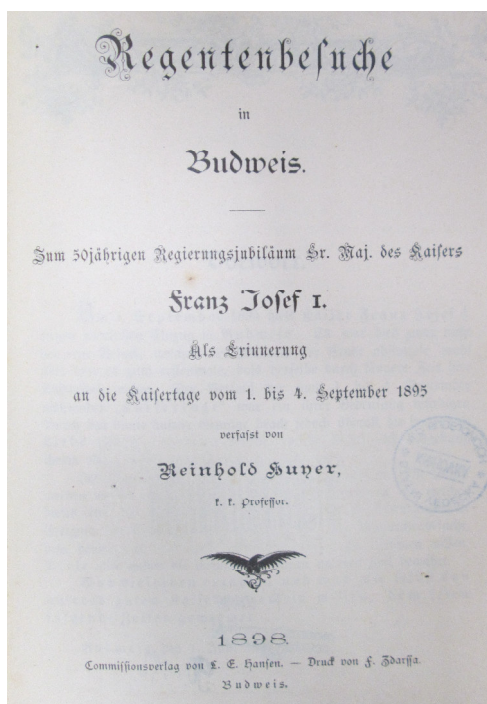 Regentenbesuche
in
Budweis.
Zum 50jährigen Regierungsjubiläum Sr. Maj. des Kaisers
Franz Josef I.
Als Erinnerung
an die Kaisertage vom 1. bis 4. September 1895
verfaßt von
Reinhold Huyer,
k. k. Professor.
1898.
Commissionsverlag von L. E. Hansen. — Druck von F. Zdarssa.
Budweis.